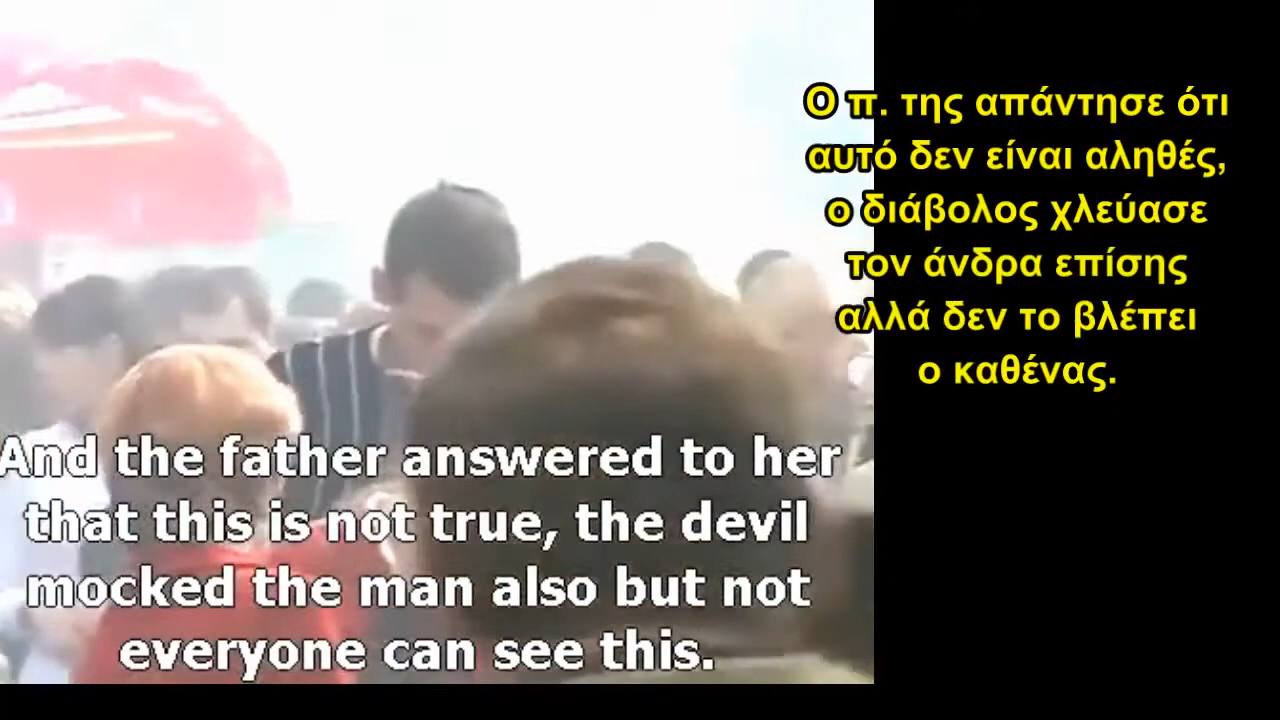 Ο π. της απάντησε ότι
αυτό δεν είναι αληθές,
ο διάβολος χλεύασε
τον άνδρα επίσης
αλλά δεν το βλέπει
ο καθένας.
And the father answered to her
that this is not true, the devil
mocked the man also but not
everyone can see this.